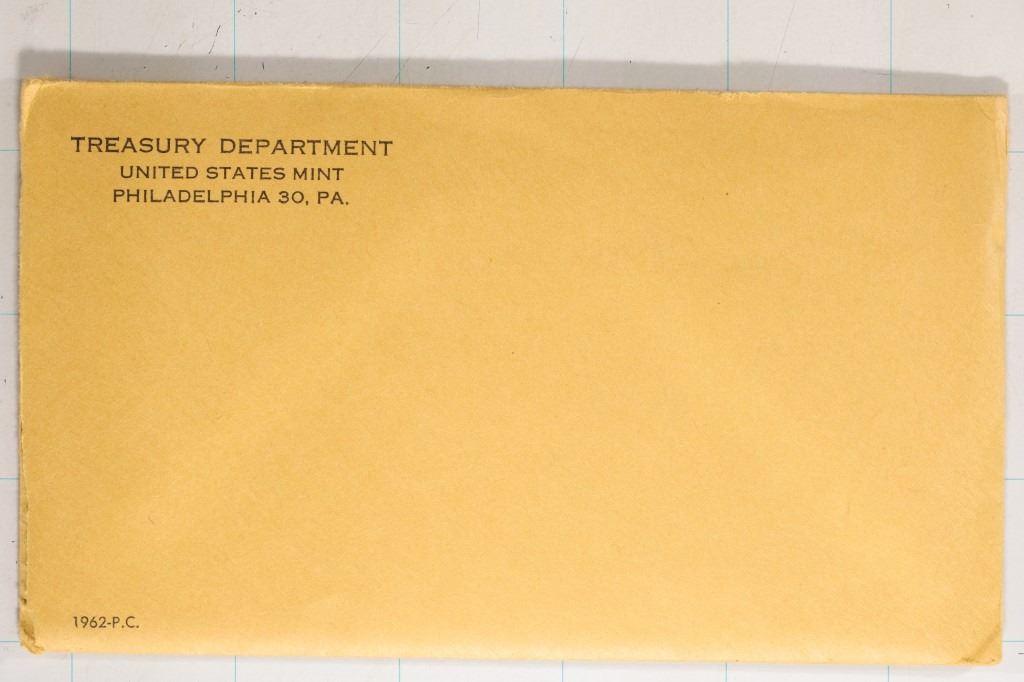 TREASURY DEPARTMENT
UNITED STATES MINT
PHILADELPHIA 30, PA.
1962-P.C.